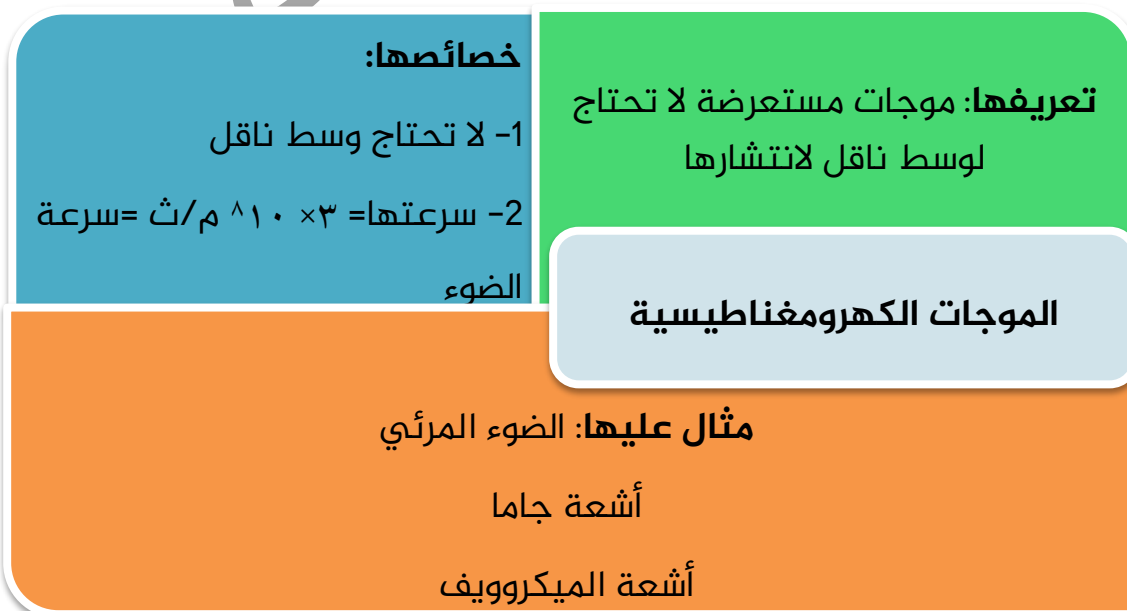 تعريفها: موجات مستعرضة لا تحتاج
لوسط ناقل لانتشارها
خصائصها:
1- لا تحتاج وسط ناقل
2- سرعتها= ٣× ١٠^٨ م/ث =سرعة
الضوء
الموجات الكهرومغناطيسية
مثال عليها: الضوء المرئي
أشعة جاما
أشعة الميكروويف